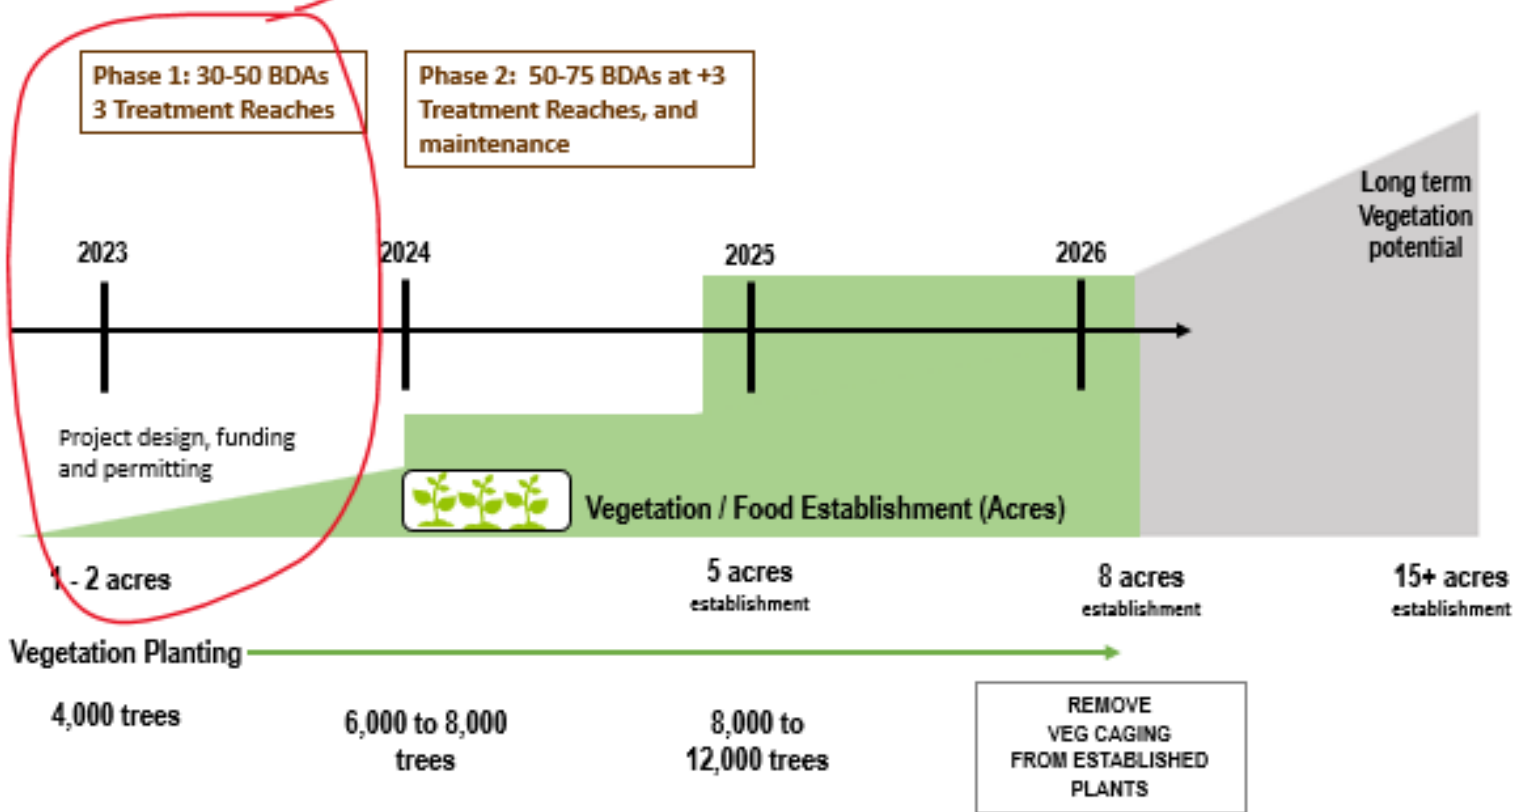 Phase 1: 30-50 BDAs
3 Treatment Reaches
Phase 2:  50-75 BDAs at +3
Treatment Reaches, and
maintenance
Long term
Vegetation
potential
2023
2024
2025
2026
Project design, funding
and permitting
Vegetation / Food Establishment (Acres)
1 - 2 acres
5 acres
establishment
8 acres
establishment
15+ acres
establishment
Vegetation Planting
4,000 trees
6,000 to 8,000
trees
8,000 to
12,000 trees
REMOVE
VEG CAGING
FROM ESTABLISHED
PLANTS